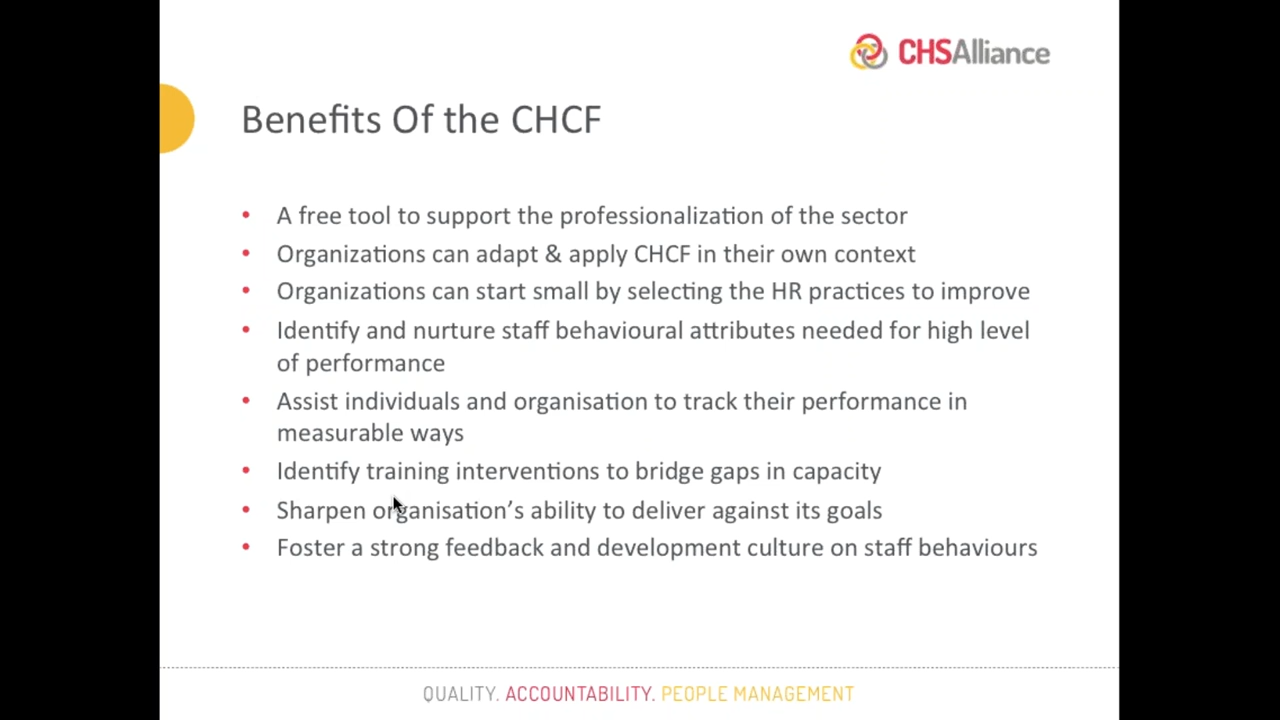 CHSAlliance
Benefits Of the CHCF
• A free tool to support the professionalization of the sector
• Organizations can adapt & apply CHCF in their own context
• Organizations can start small by selecting the HR practices to improve
• Identify and nurture staff behavioural attributes needed for high level
of performance
• Assist individuals and organisation to track their performance in
measurable ways
• Identify training interventions to bridge gaps in capacity
• Sharpen organisation’s ability to deliver against its goals
• Foster a strong feedback and development culture on staff behaviours
QUALITY. ACCOUNTABILITY. PEOPLE MANAGEMENT